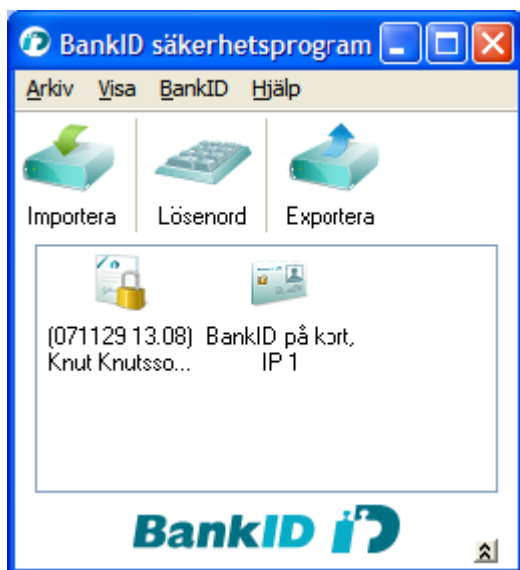 BankID säkerhetsprogram
Arkiv Visa BankID Hjälp
Importera Lösenord Exportera
(071129 13.08) BankID på kort,
Knut Knutsso... IP 1
BankID